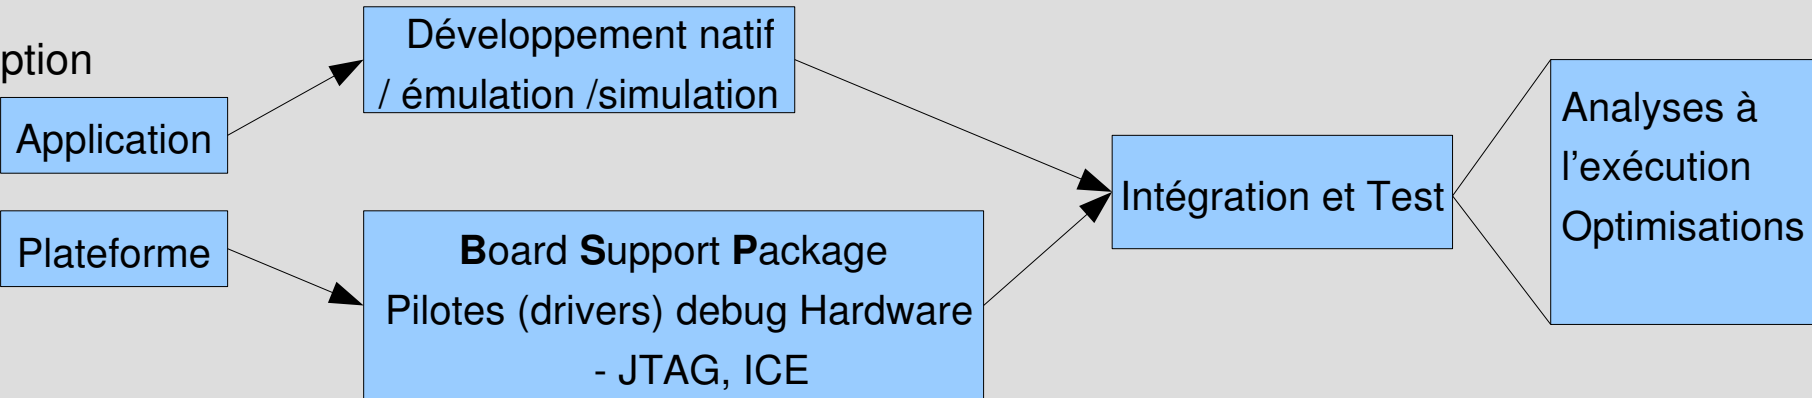 ption
Application
Plateforme
Développement natif
/ émulation /simulation
Board Support Package
Pilotes (drivers) debug Hardware
- JTAG, ICE
Intégration et Test
Analyses à
l'exécution
Optimisations